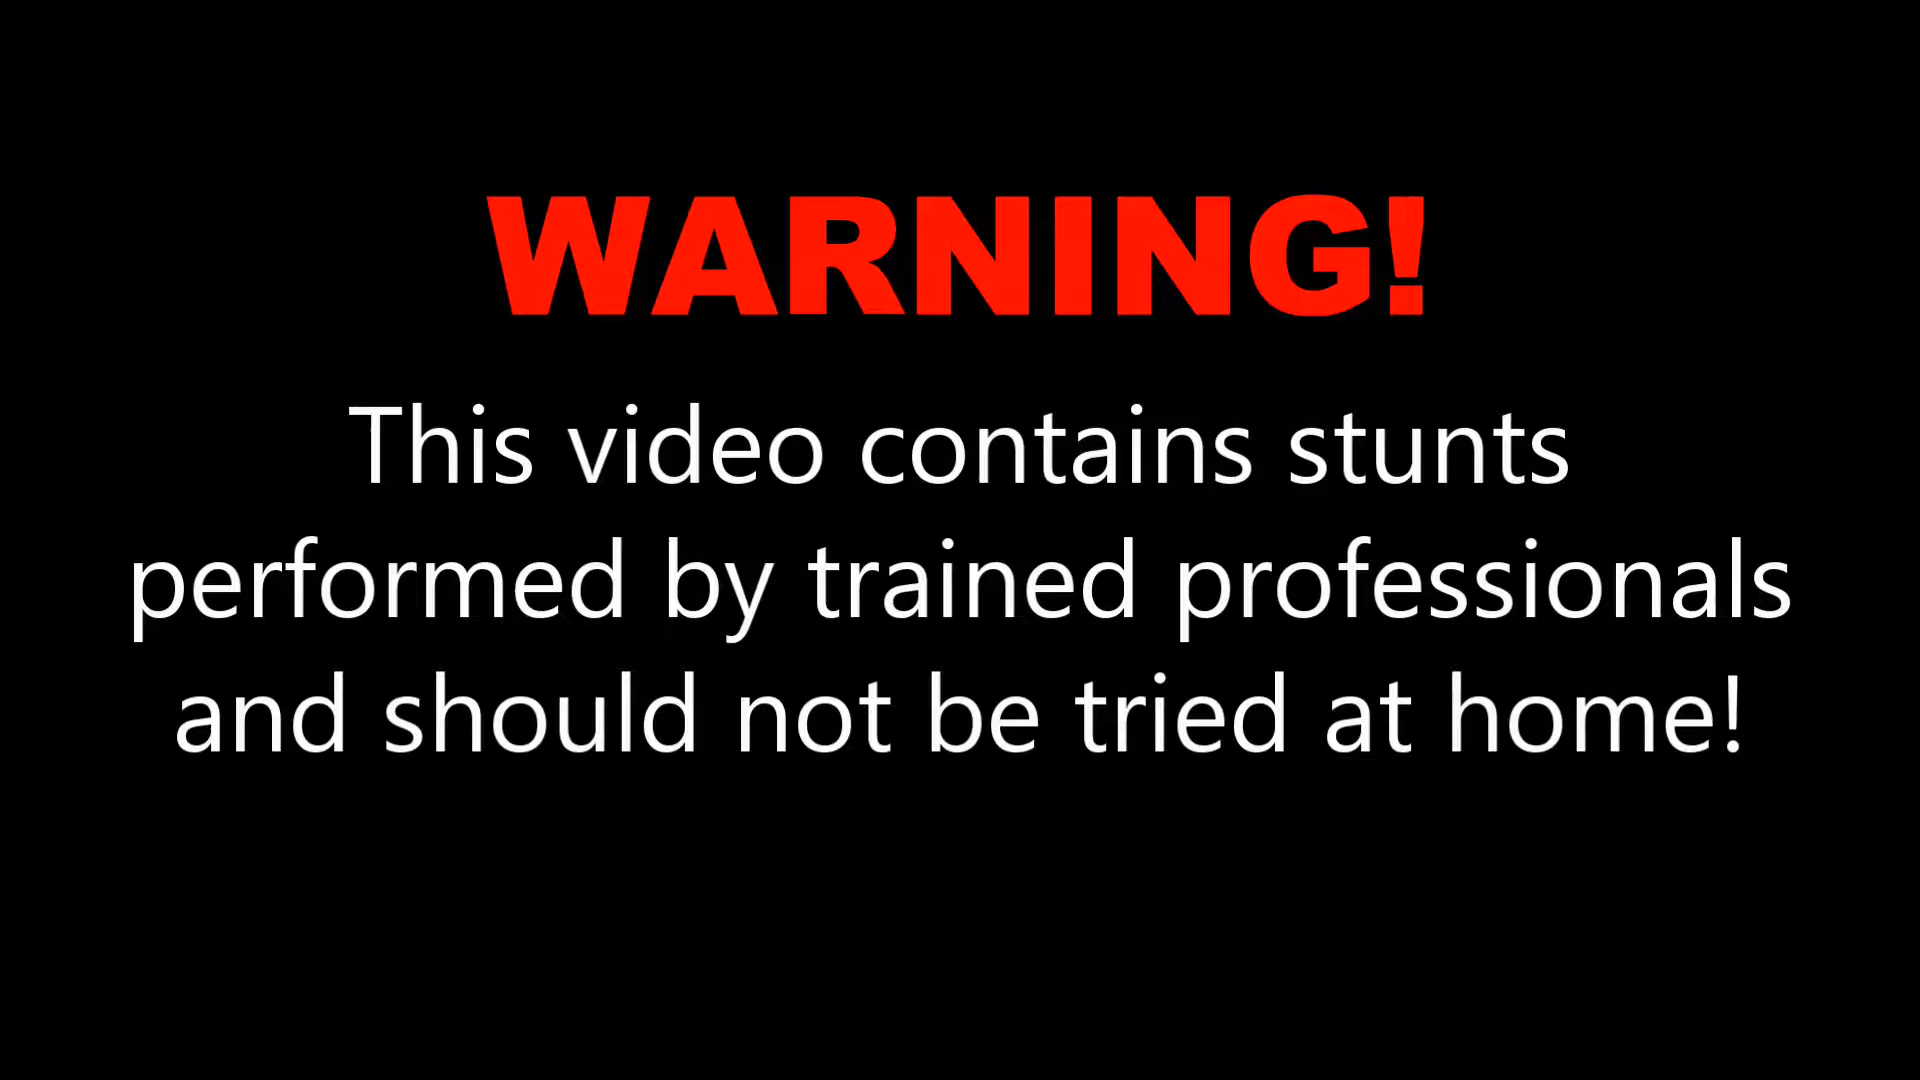 WARNING!
This video contains stunts
performed by trained professionals
and should not be tried at home!